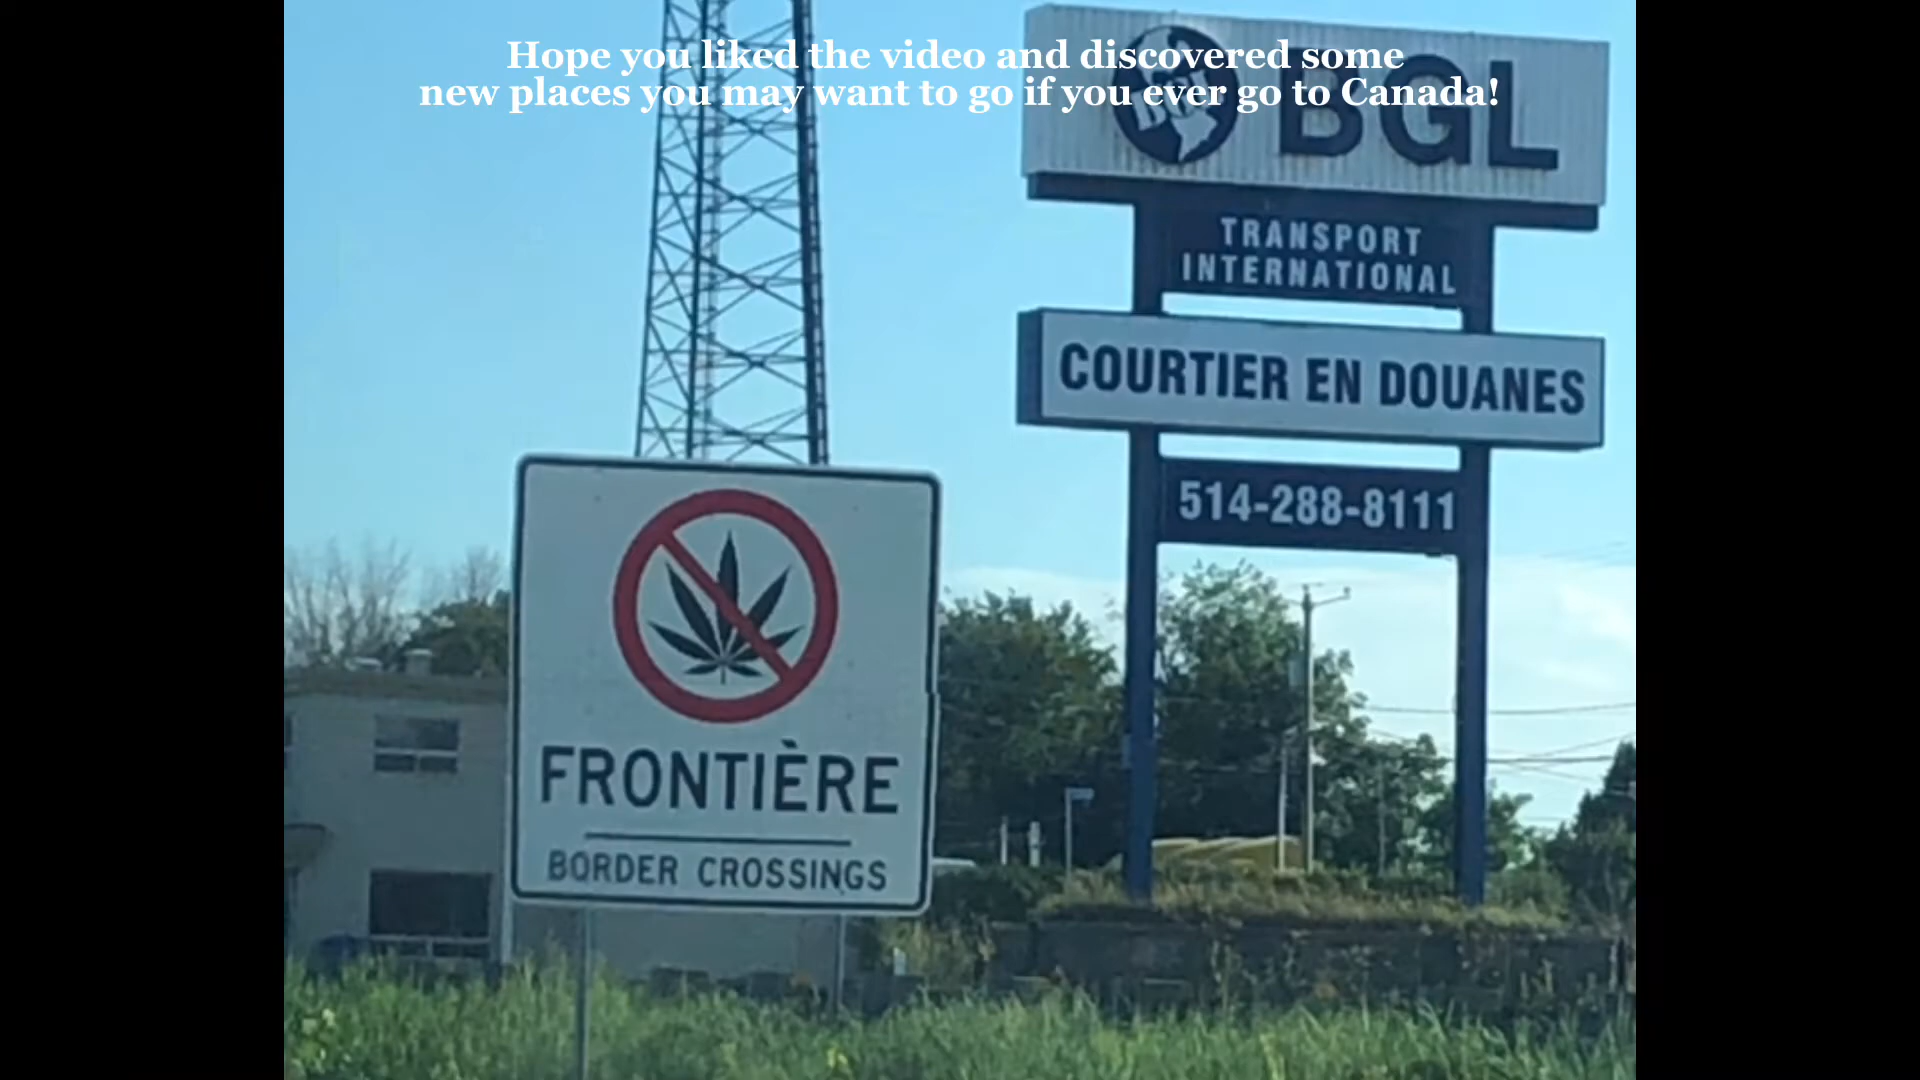 Hope you liked the video and discovered some
new places you may want to go if you ever go to Canada!
BGL
BGL
TRANSPORT
INTERNATIONAL
COURTIER EN DOUANES
514-288-8111
FRONTIÈRE
BORDER CROSSINGS